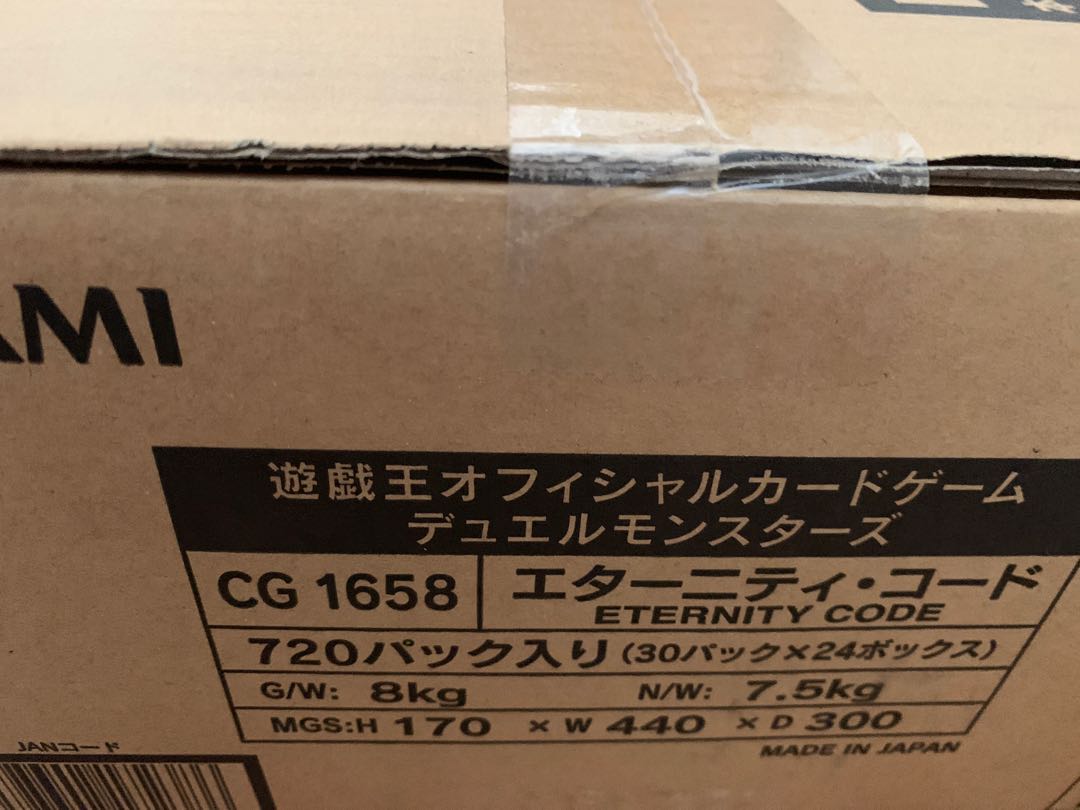 AMI
遊戯王オフィシャルカードゲーム
デュエルモンスターズ
CG 1658
エターニティ・コード
ETERNITY CODE
720パック入り(30パック×24ボックス)
G/W: 8kg N/W: 7.5kg
MGS:H 170 × W 440 × D 300
MADE IN JAPAN
JANコード